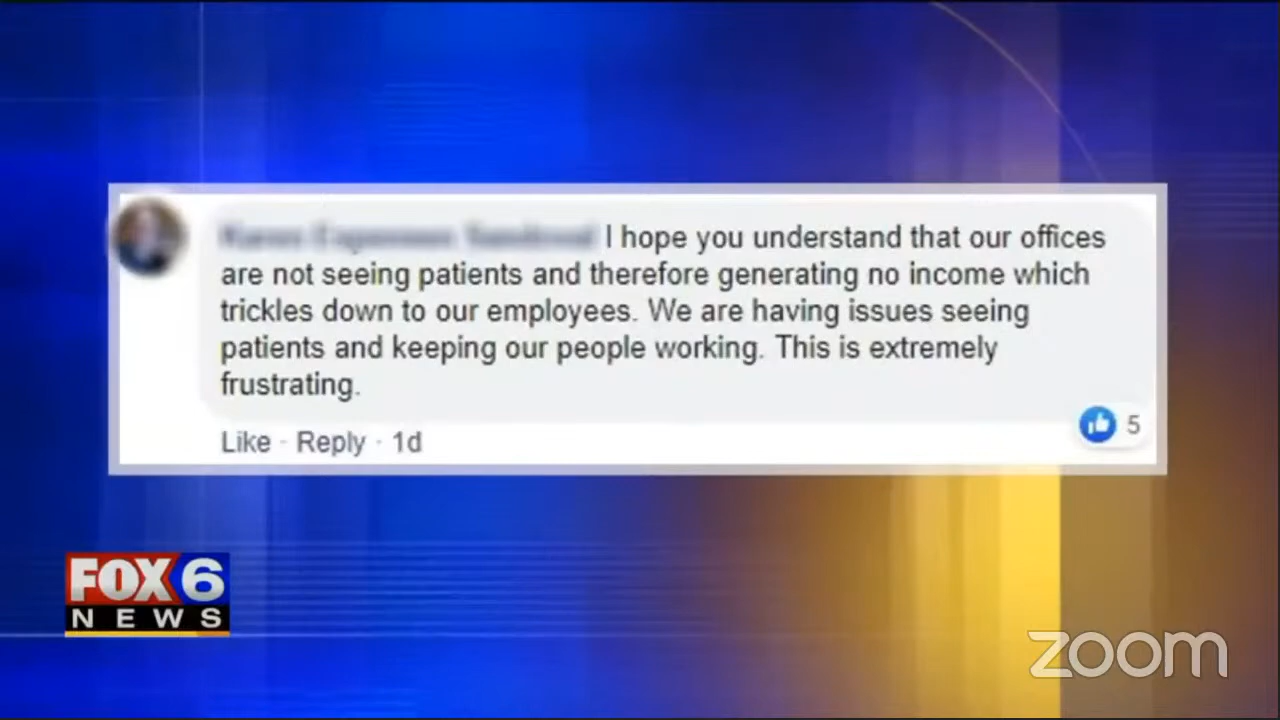 I hope you understand that our offices
are not seeing patients and therefore generating no income which
trickles down to our employees. We are having issues seeing
patients and keeping our people working. This is extremely
frustrating.
Like · Reply · 1d
5
FOX 6
NEWS
zoom